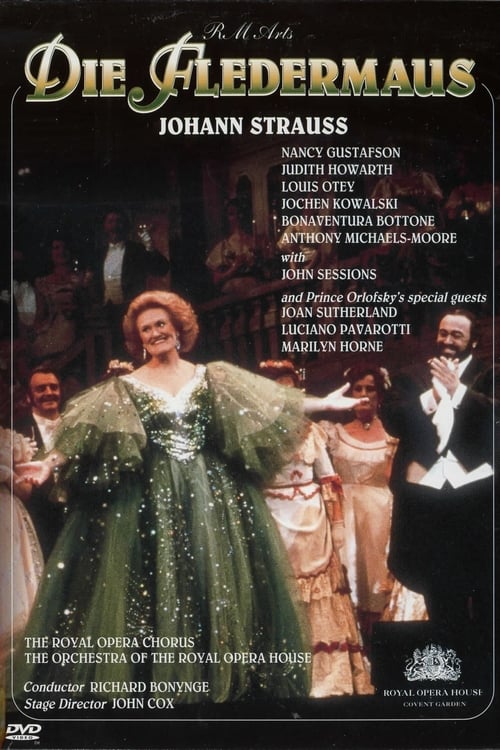 RM Arts
DIE FLEDERMAUS
JOHANN STRAUSS
NANCY GUSTAFSON
JUDITH HOWARTH
LOUIS OTEY
JOCHEN KOWALSKI
BONAVENTURA BOTTONE
ANTHONY MICHAELS-MOORE
with
JOHN SESSIONS
and Prince Orlofsky's special guests
JOAN SUTHERLAND
LUCIANO PAVAROTTI
MARILYN HORNE
THE ROYAL OPERA CHORUS
THE ORCHESTRA OF THE ROYAL OPERA HOUSE
Conductor RICHARD BONYNGE
Stage Director JOHN COX
ROYAL OPERA HOUSE
COVENT GARDEN
DVD
VIDEO